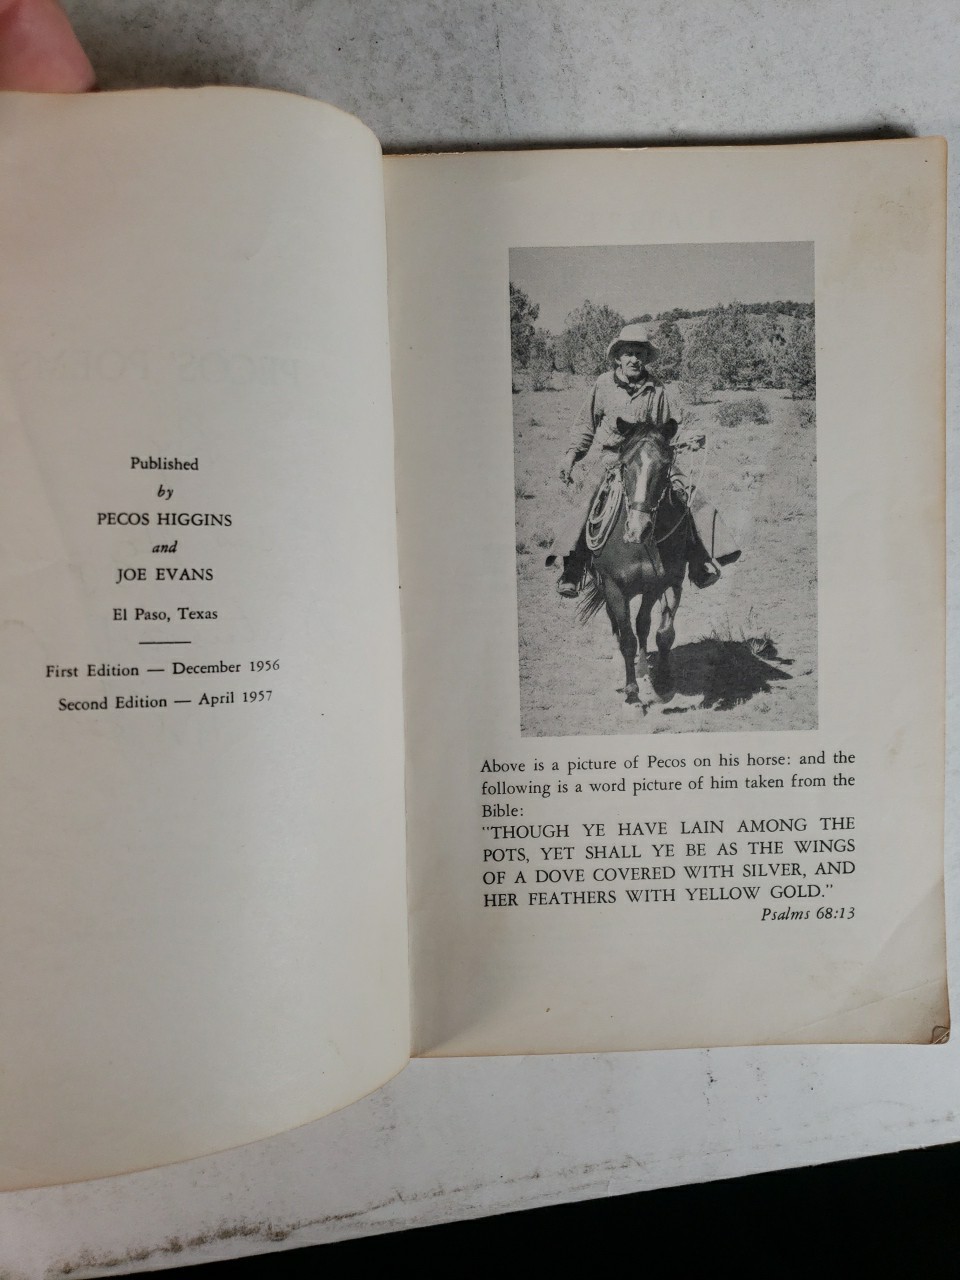 Published
by
PECOS HIGGINS
and
JOE EVANS
El Paso, Texas
First Edition — December 1956
Second Edition — April 1957
Above is a picture of Pecos on his horse: and the
following is a word picture of him taken from the
Bible:
"THOUGH YE HAVE LAIN AMONG THE
POTS, YET SHALL YE BE AS THE WINGS
OF A DOVE COVERED WITH SILVER, AND
HER FEATHERS WITH YELLOW GOLD."
Psalms 68:13